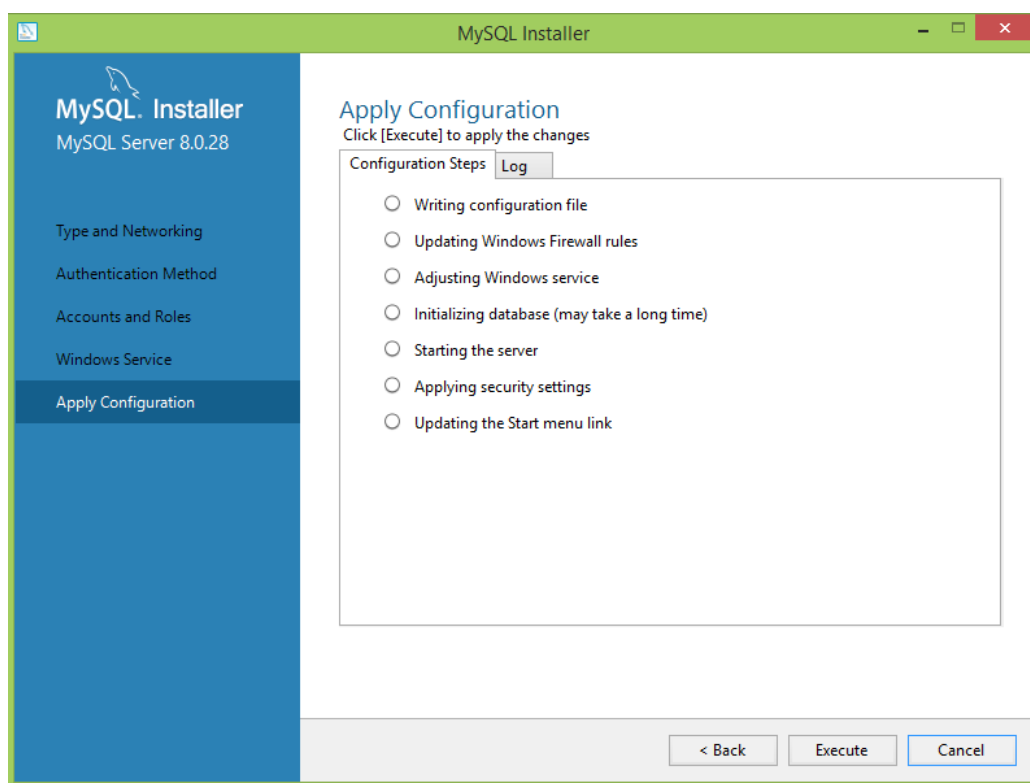 MySQL Installer
MySQL. Installer
MySQL Server 8.0.28
Type and Networking
Authentication Method
Accounts and Roles
Windows Service
Apply Configuration
Apply Configuration
Click [Execute] to apply the changes
Configuration Steps Log
Writing configuration file
Updating Windows Firewall rules
Adjusting Windows service
Initializing database (may take a long time)
Starting the server
Applying security settings
Updating the Start menu link
< Back Execute Cancel